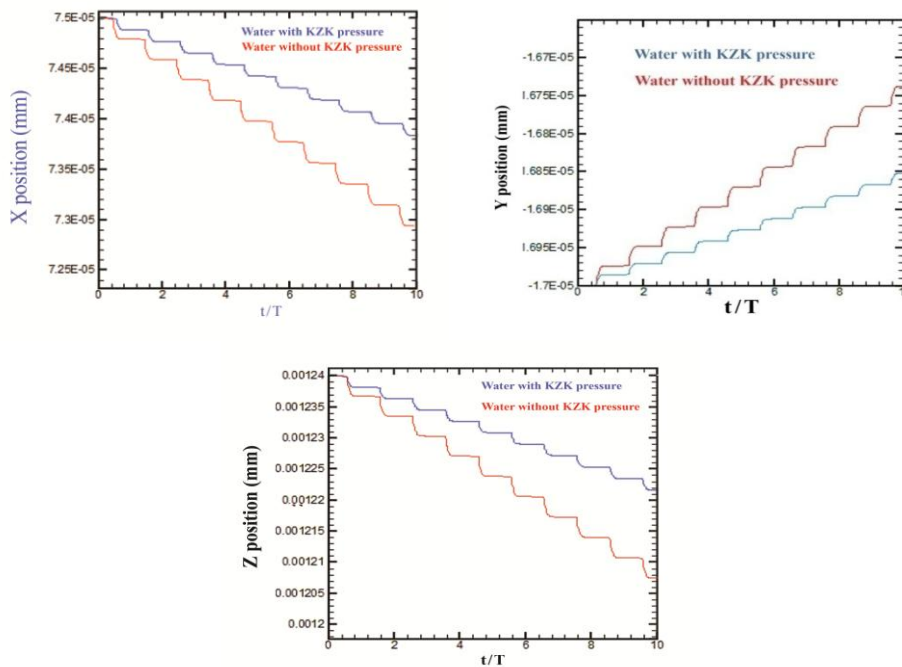 7.5E-05
7.45E-05
7.4E-05
7.35E-05
7.3E-05
7.25E-05
X position (mm)
Water with KZK pressure
Water without KZK pressure
0 2 4 6 8 10
t/T
-1.67E-05
-1.675E-05
-1.68E-05
-1.685E-05
-1.69E-05
1.695E-05
-1.7E-05
Y position (mm)
Water with KZK pressure
Water without KZK pressure
0 2 4 6 8 10
t/T
0.00124
0.001235
0.00123
0.001225
0.00122
0.001215
0.00121
0.001205
0.0012
Z position (mm)
Water with KZK pressure
Water without KZK pressure
0 2 4 6 8 10
t/T